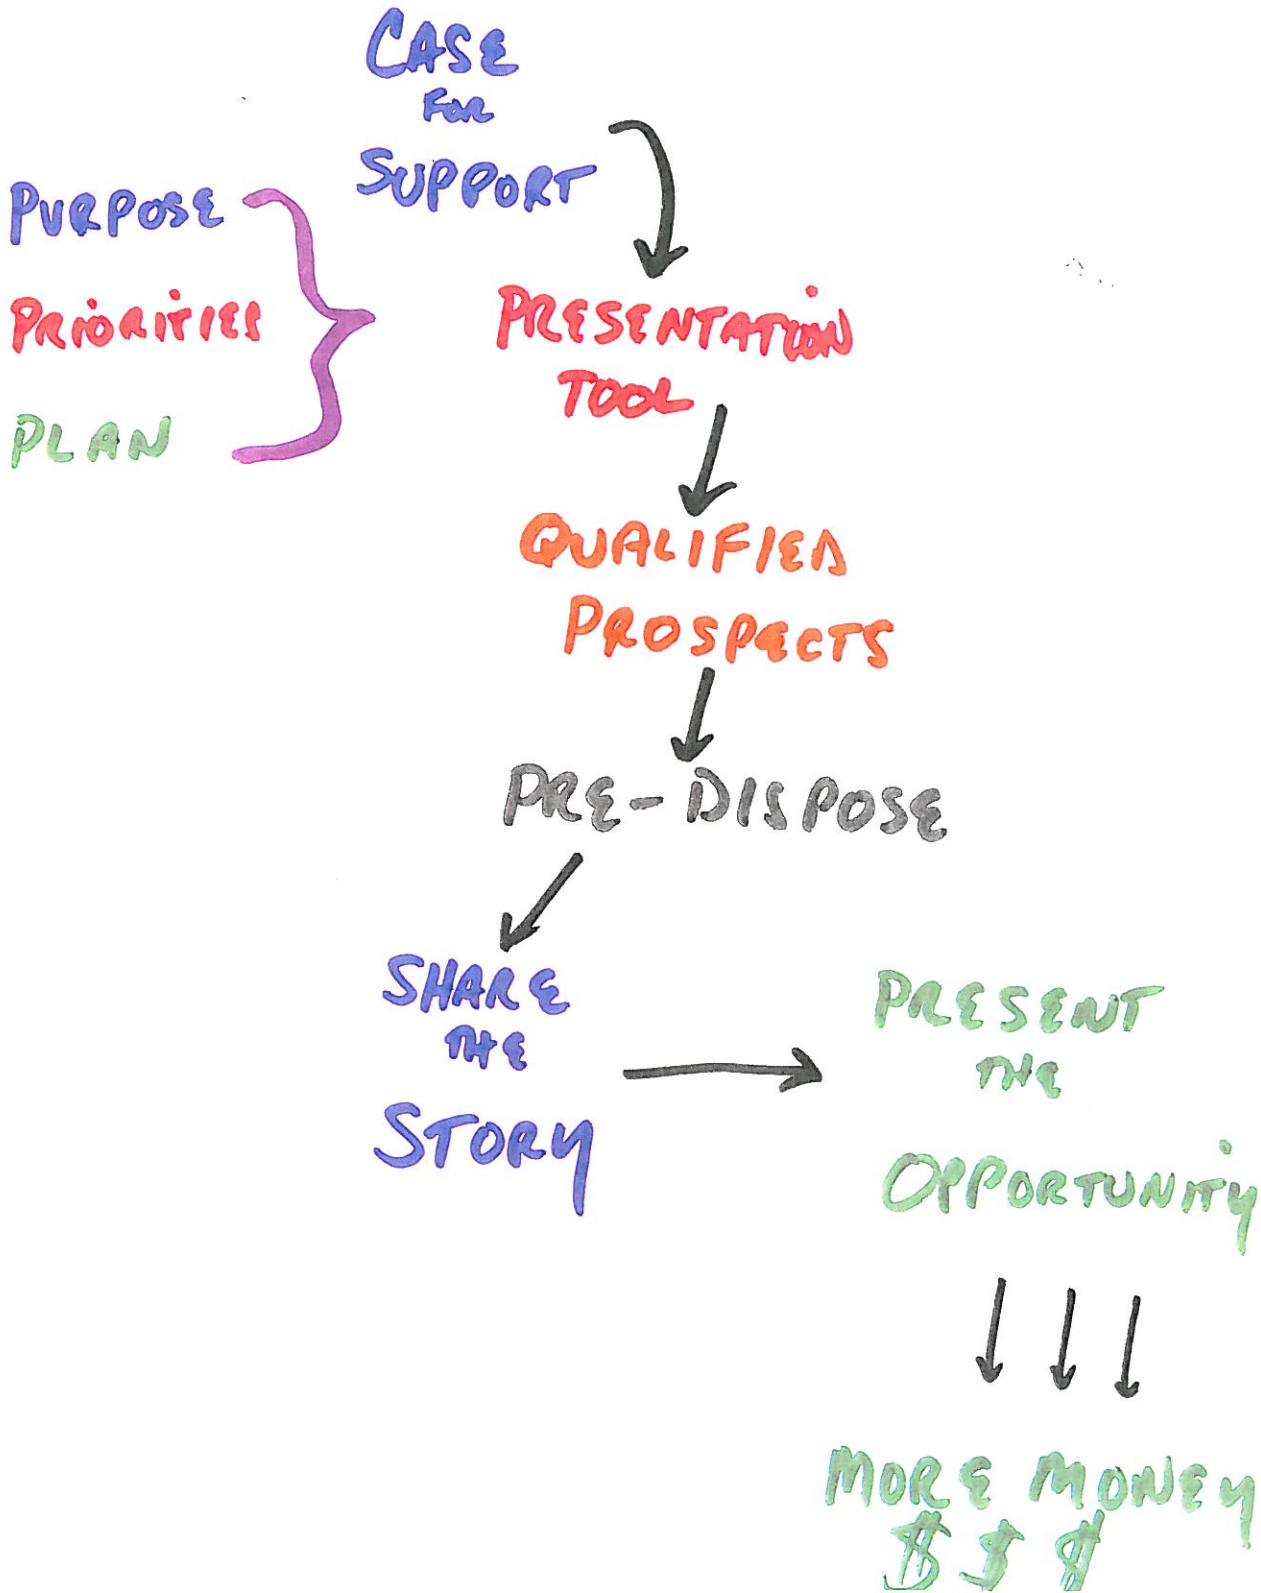 CASE
FOR
SUPPORT
PURPOSE
PRIORITIES
PLAN
PRESENTATION
TOOL
QUALIFIED
PROSPECTS
PRE-DISPOSE
SHARE
THE
STORY
PRESENT
THE
OPPORTUNITY
MORE MONEY
$ $ $